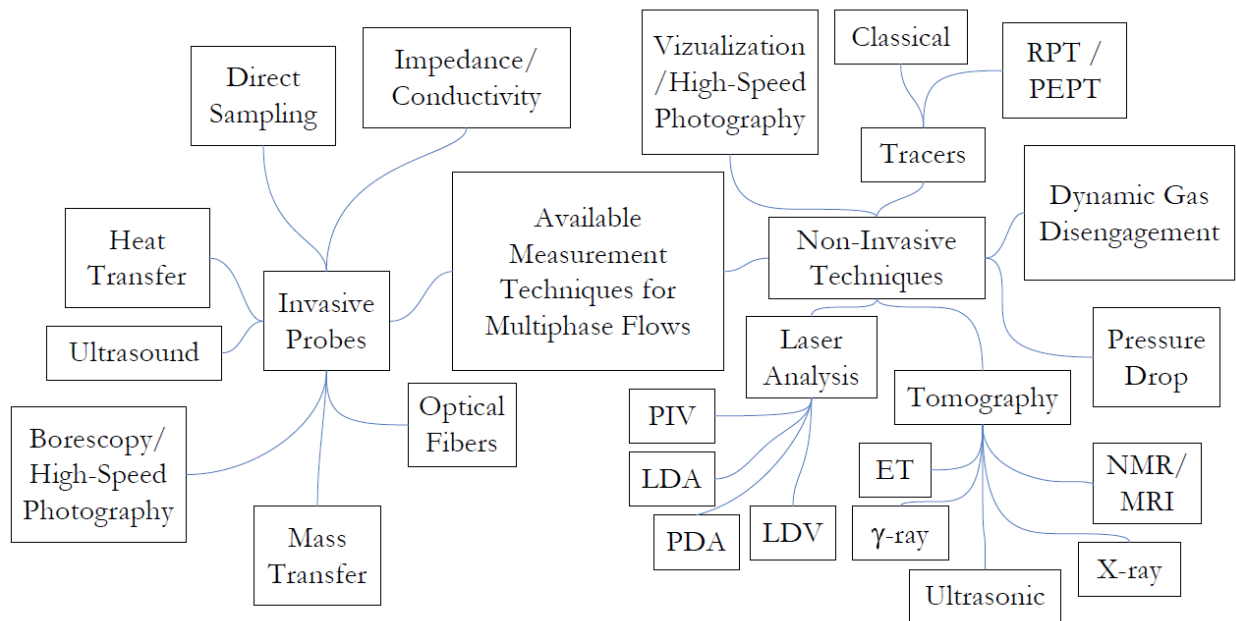 Direct
Sampling
Impedance/
Conductivity
Vizualization
/High-Speed
Photography
Classical
RPT /
PEPT
Tracers
Heat
Transfer
Ultrasound
Invasive
Probes
Available
Measurement
Techniques for
Multiphase Flows
Non-Invasive
Techniques
Dynamic Gas
Disengagement
Laser
Analysis
Pressure
Drop
Tomography
Borescopy/
High-Speed
Photography
Optical
Fibers
Mass
Transfer
PIV
LDA
PDA
LDV
ET
γ-ray
Ultrasonic
NMR/
MRI
X-ray